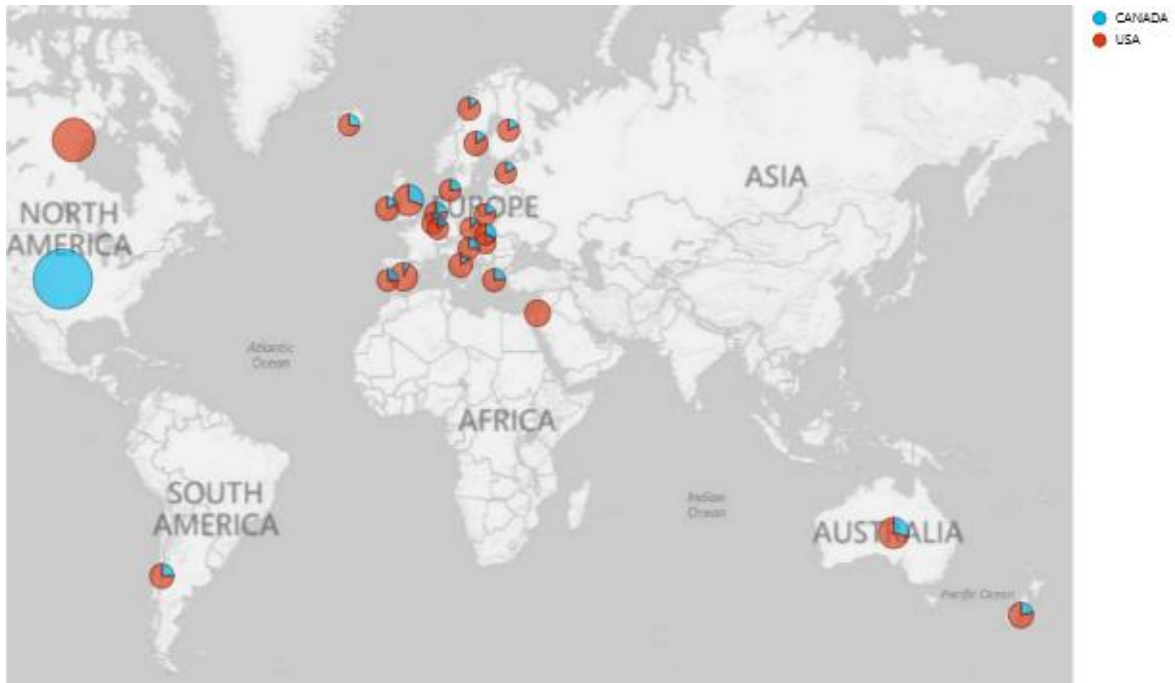 CANADA
USA
ASIA
NORTH
AMERICA
EUROPE
Atlantic
Ocean
AFRICA
SOUTH
AMERICA
Indian
Ocean
AUSTRALIA
Pacific Ocean